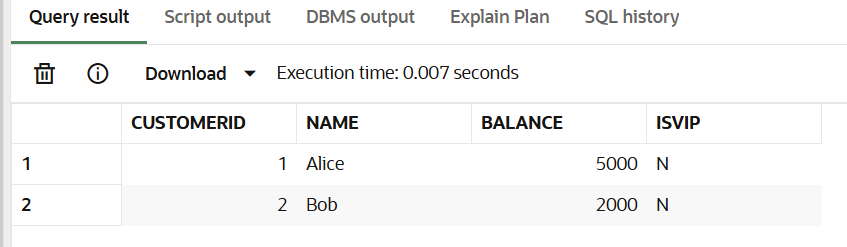 Query result Script output DBMS output Explain Plan SQL history
Download Execution time: 0.007 seconds
CUSTOMERID NAME BALANCE ISVIP
1 1 Alice 5000 N
2 2 Bob 2000 N